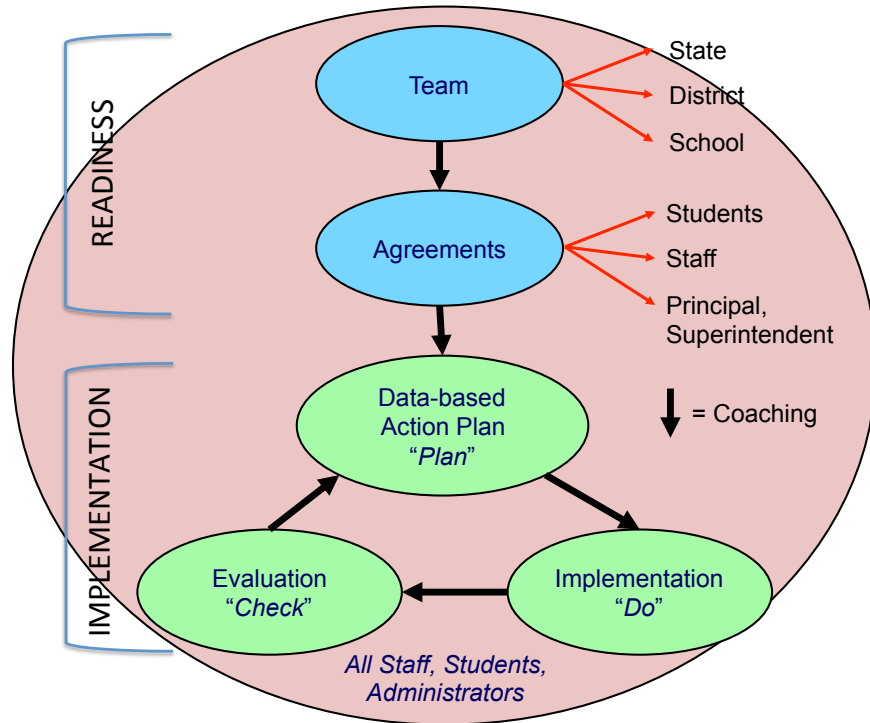 READINESS
Team
State
District
School
Agreements
Students
Staff
Principal,
Superintendent
IMPLEMENTATION
Data-based
Action Plan
“Plan”
= Coaching
Evaluation
“Check”
Implementation
“Do”
All Staff, Students,
Administrators